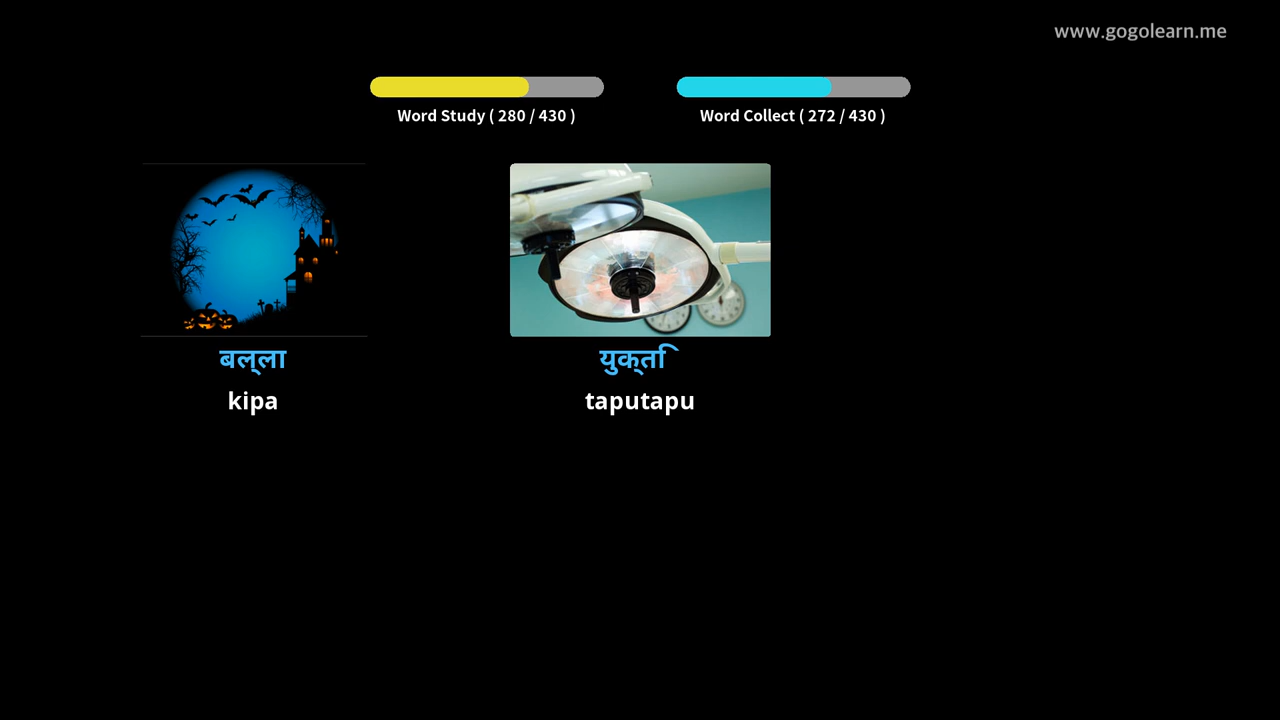 www.gogolearn.me
Word Study ( 280 / 430 )
Word Collect ( 272 / 430 )
बल्ला
युक्ति
kipa
taputapu